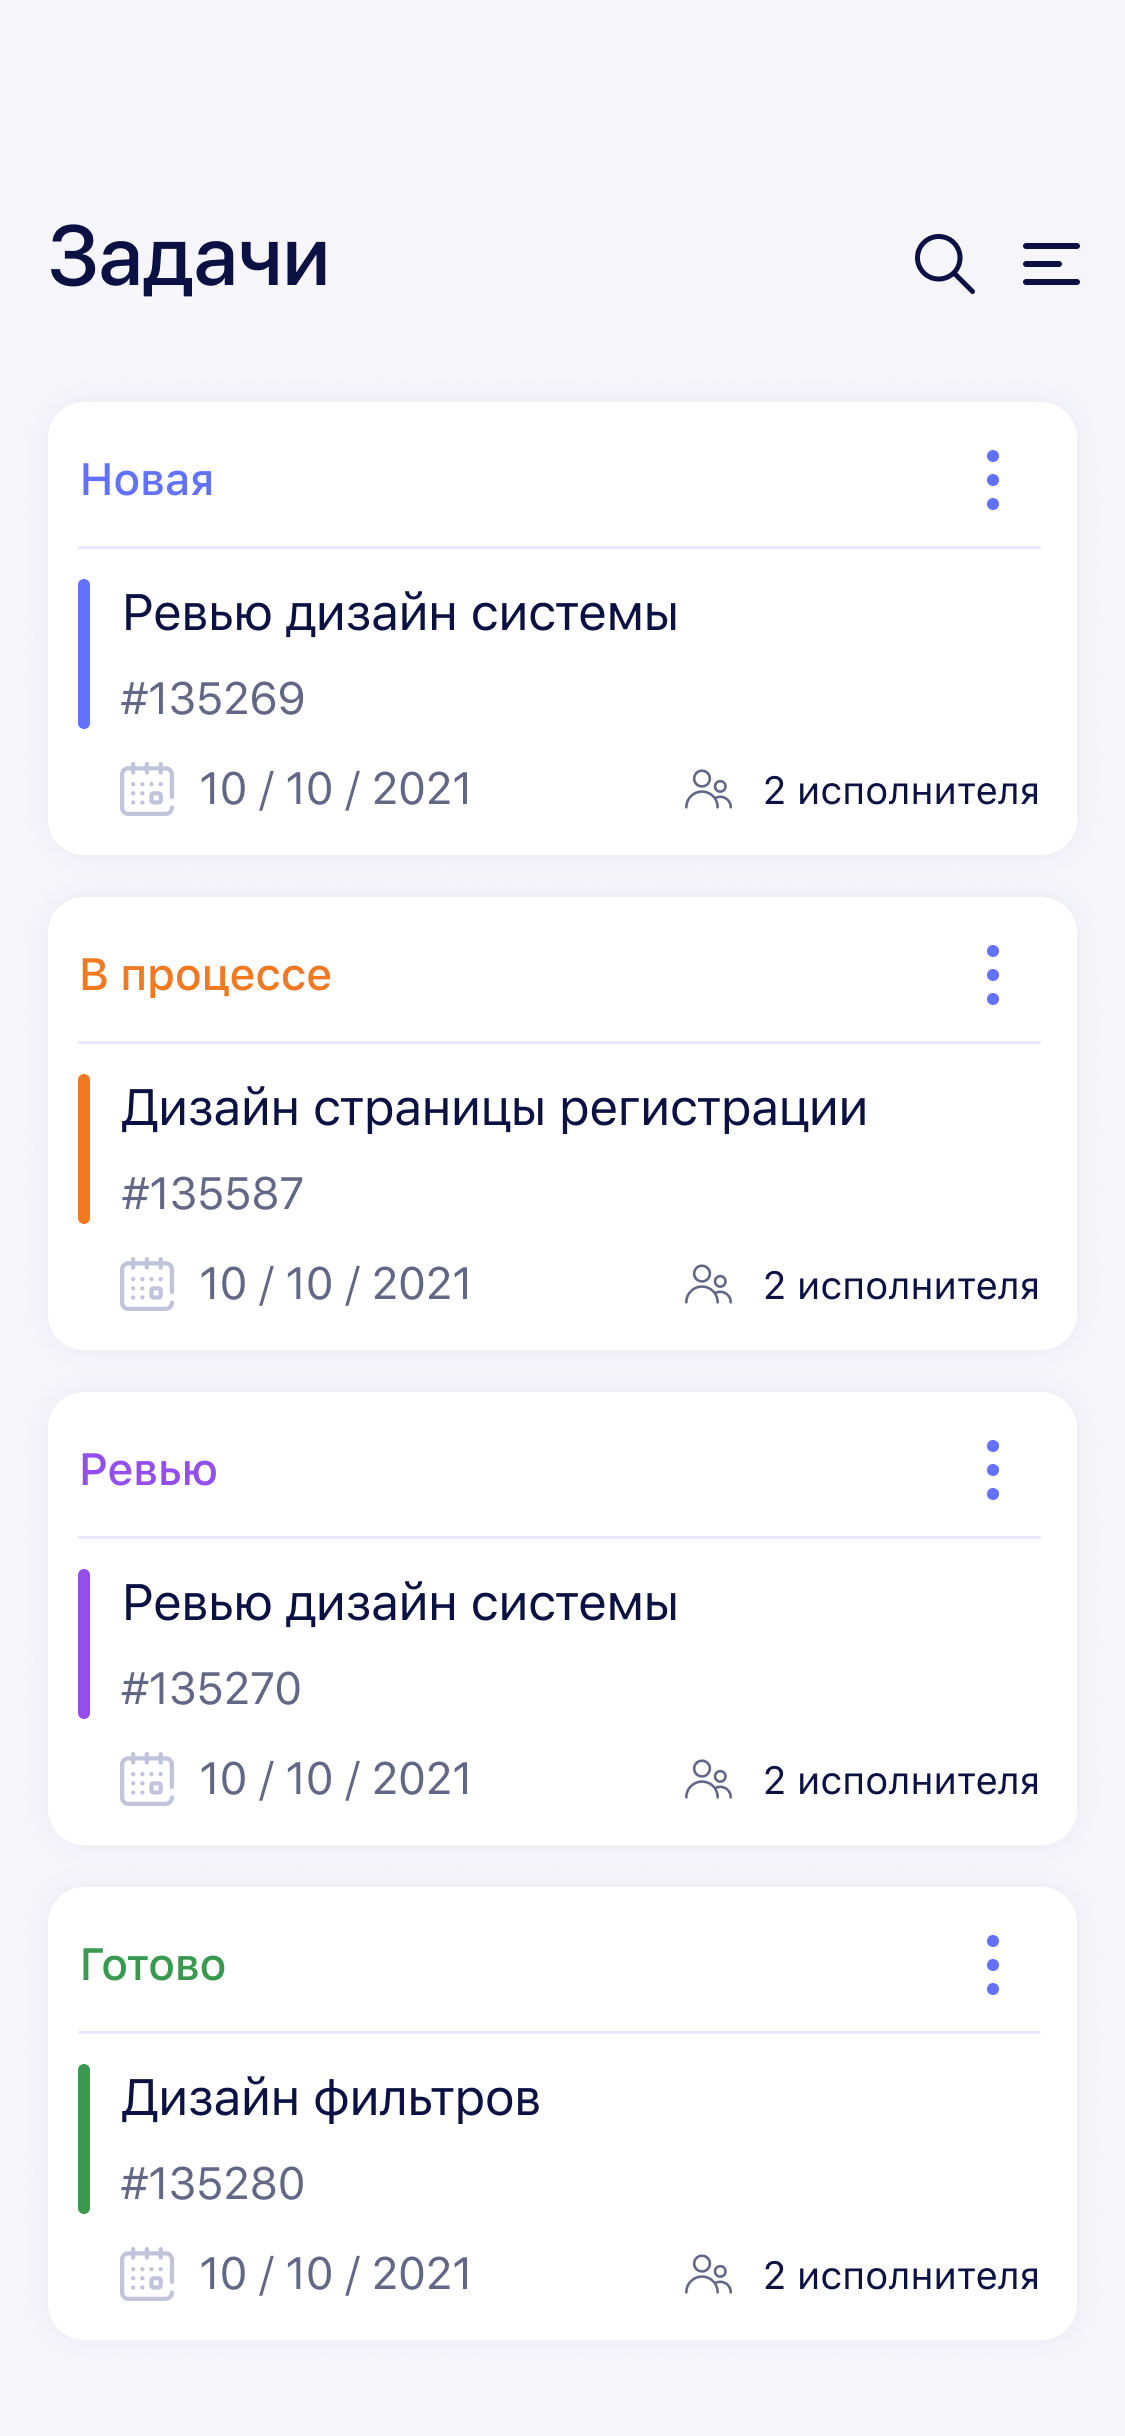 Задачи
Новая
Ревью дизайн системы
#135269
10 / 10 / 2021
2 исполнителя
В процессе
Дизайн страницы регистрации
#135587
10 / 10 / 2021
2 исполнителя
Ревью
Ревью дизайн системы
#135270
10 / 10 / 2021
2 исполнителя
Готово
Дизайн фильтров
#135280
10 / 10 / 2021
2 исполнителя